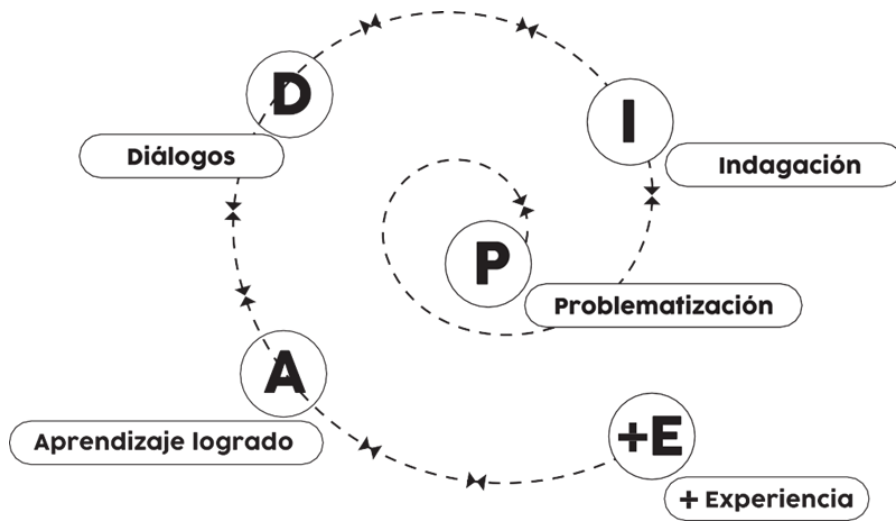 D
Diálogos
I
Indagación
P
Problematización
A
Aprendizaje logrado
+E
+ Experiencia